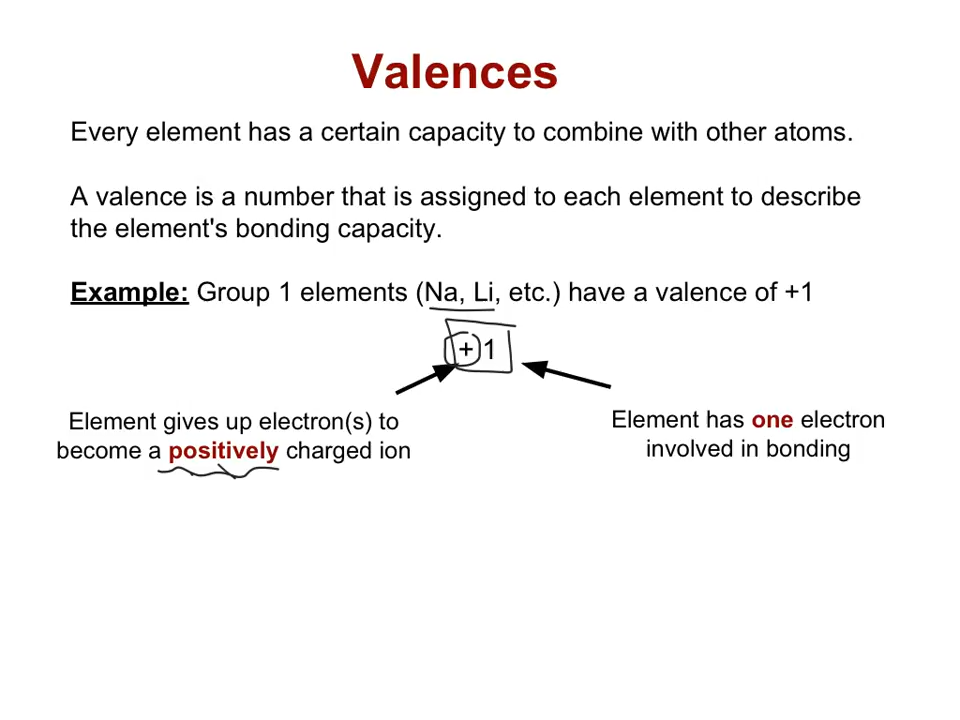 Valences
Every element has a certain capacity to combine with other atoms.
A valence is a number that is assigned to each element to describe
the element's bonding capacity.
Example: Group 1 elements (Na, Li, etc.) have a valence of +1
+1
Element gives up electron(s) to
become a positively charged ion
Element has one electron
involved in bonding